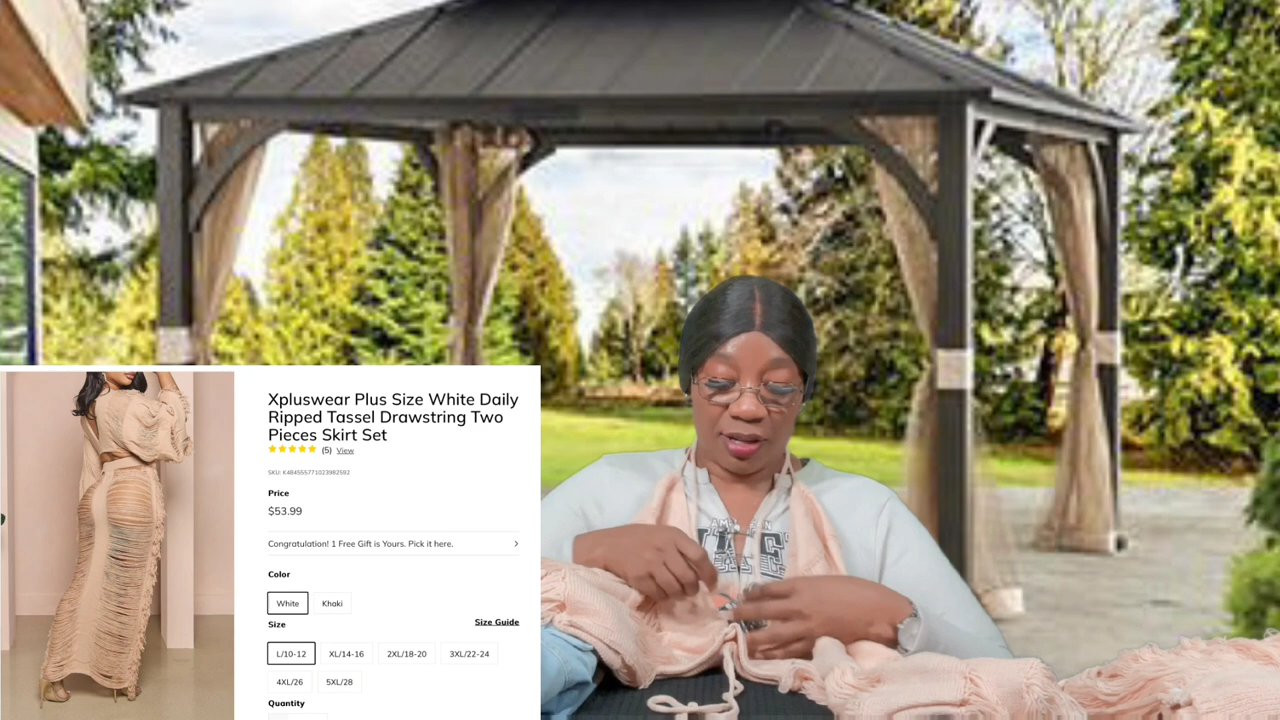 Xpluswear Plus Size White Daily
Ripped Tassel Drawstring Two
Pieces Skirt Set
(5) View
SKU: K484555771023982592
Price
$53.99
Congratulation! 1 Free Gift is Yours. Pick it here.
Color
White Khaki
Size Size Guide
L/10-12 XL/14-16 2XL/18-20 3XL/22-24
4XL/26 5XL/28
Quantity